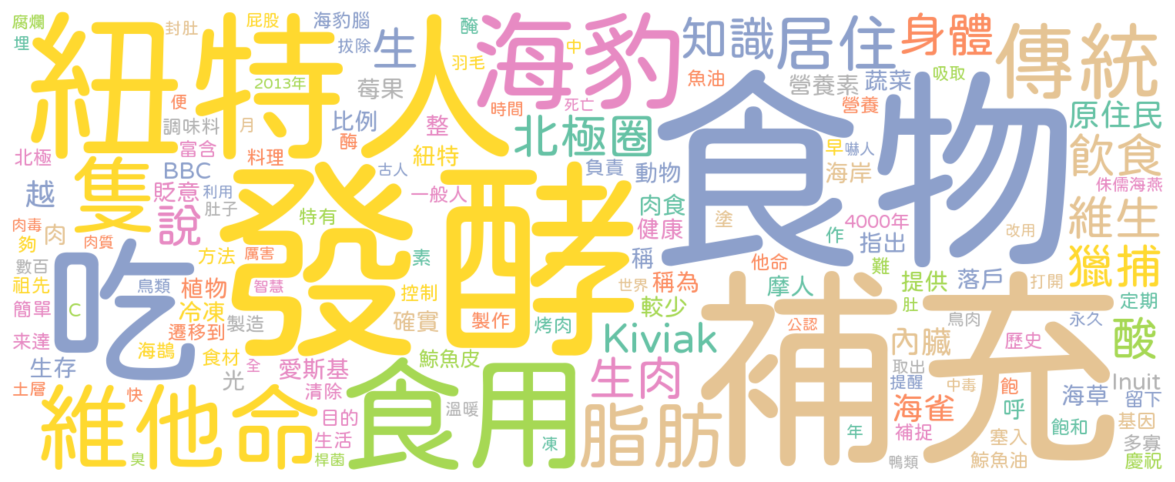 腐爛 封肚 屁股 海豹腦 醃 海豹 知識 居住 身體 傳統
埋 紐特人 拔除 生 羽毛 中 魚油 營養素 蔬菜 吸取
2013年 莓果 時間 死亡 營養 原住民
便 調味料 月 比例 整 北極圈 早 嚇人
北極 富含 料理 酶 紐特 食物 負責 動物 海岸 飲食
隻 BBC 古人 一般人 侏儒海燕
越 貶意 利用 肚子 特有 發酵 肉食 塗 4000年 維生
肉毒 肉 說 健康 作 指出 改用
夠 肉質 吃 方法 厲害 素 稱 他命 難 獵捕
數百 祖先 鳥類 植物 智慧 控制 世界 稱為 摩人 提供 落戶 打開
簡單 C 冷凍 製作 烤肉 較少 肚 定期
来達 遷移到 製造 確實 Kiviak 補充 公認 鳥肉 永久
生存 海鵲 食材 全 愛斯基 鯨魚皮 生肉 內臟 歷史 酸
土層 光 清除 食用 取出 提醒 中毒 飽 海草 Inuit
快 維他命 目的 溫暖 脂肪 海雀 呼 留下
生活 補捉 塞入 飽和 基因
臭 桿菌 凍 年 鴨類 鯨魚油 多寡
慶祝